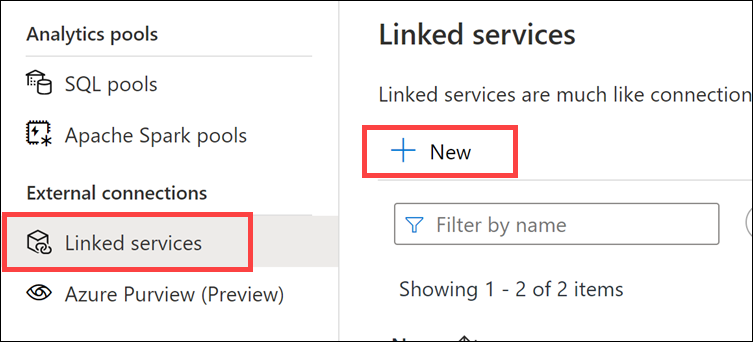 Analytics pools
SQL pools
Apache Spark pools
External connections
Linked services
Azure Purview (Preview)
Linked services
Linked services are much like connection
New
Filter by name
Showing 1 - 2 of 2 items